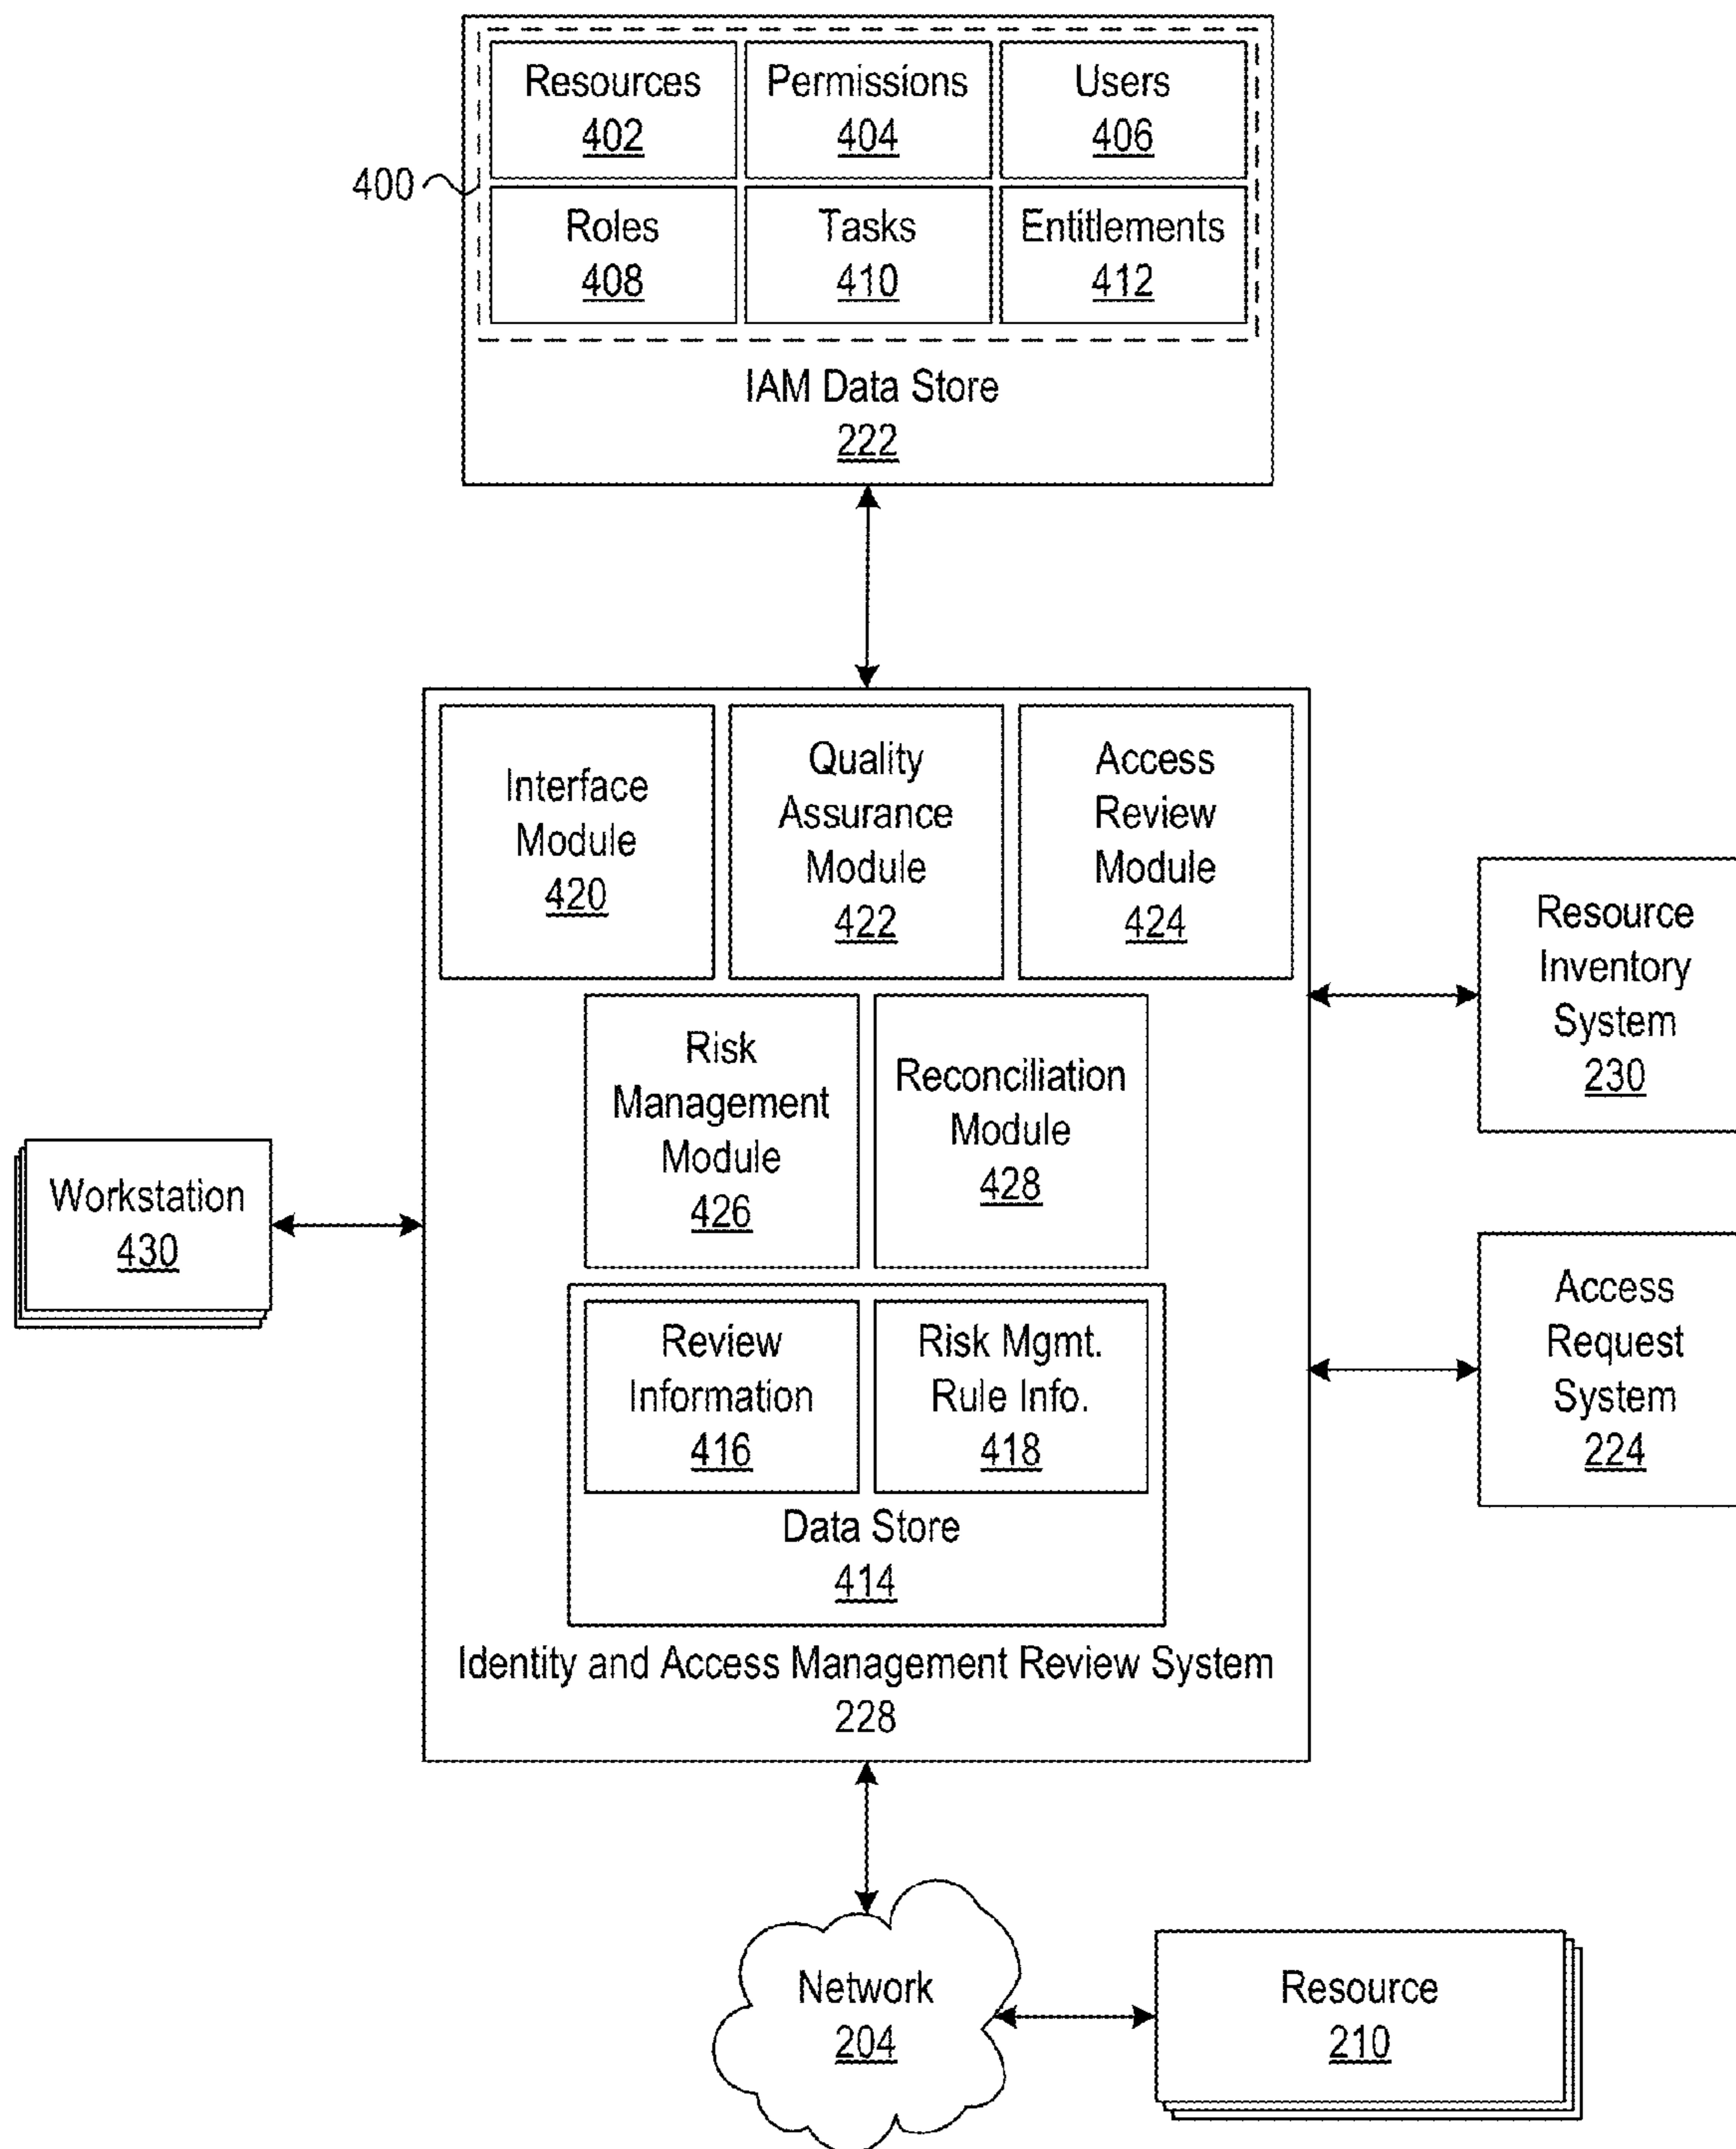 Resources
402
Permissions
404
Users
406
400
Roles
408
Tasks
410
Entitlements
412
IAM Data Store
222
Interface
Module
420
Quality
Assurance
Module
422
Access
Review
Module
424
Resource
Inventory
System
230
Risk
Management
Module
426
Reconciliation
Module
428
Workstation
430
Access
Request
System
224
Review
Information
416
Risk Mgmt.
Rule Info.
418
Data Store
414
Identity and Access Management Review System
228
Network
204
Resource
210